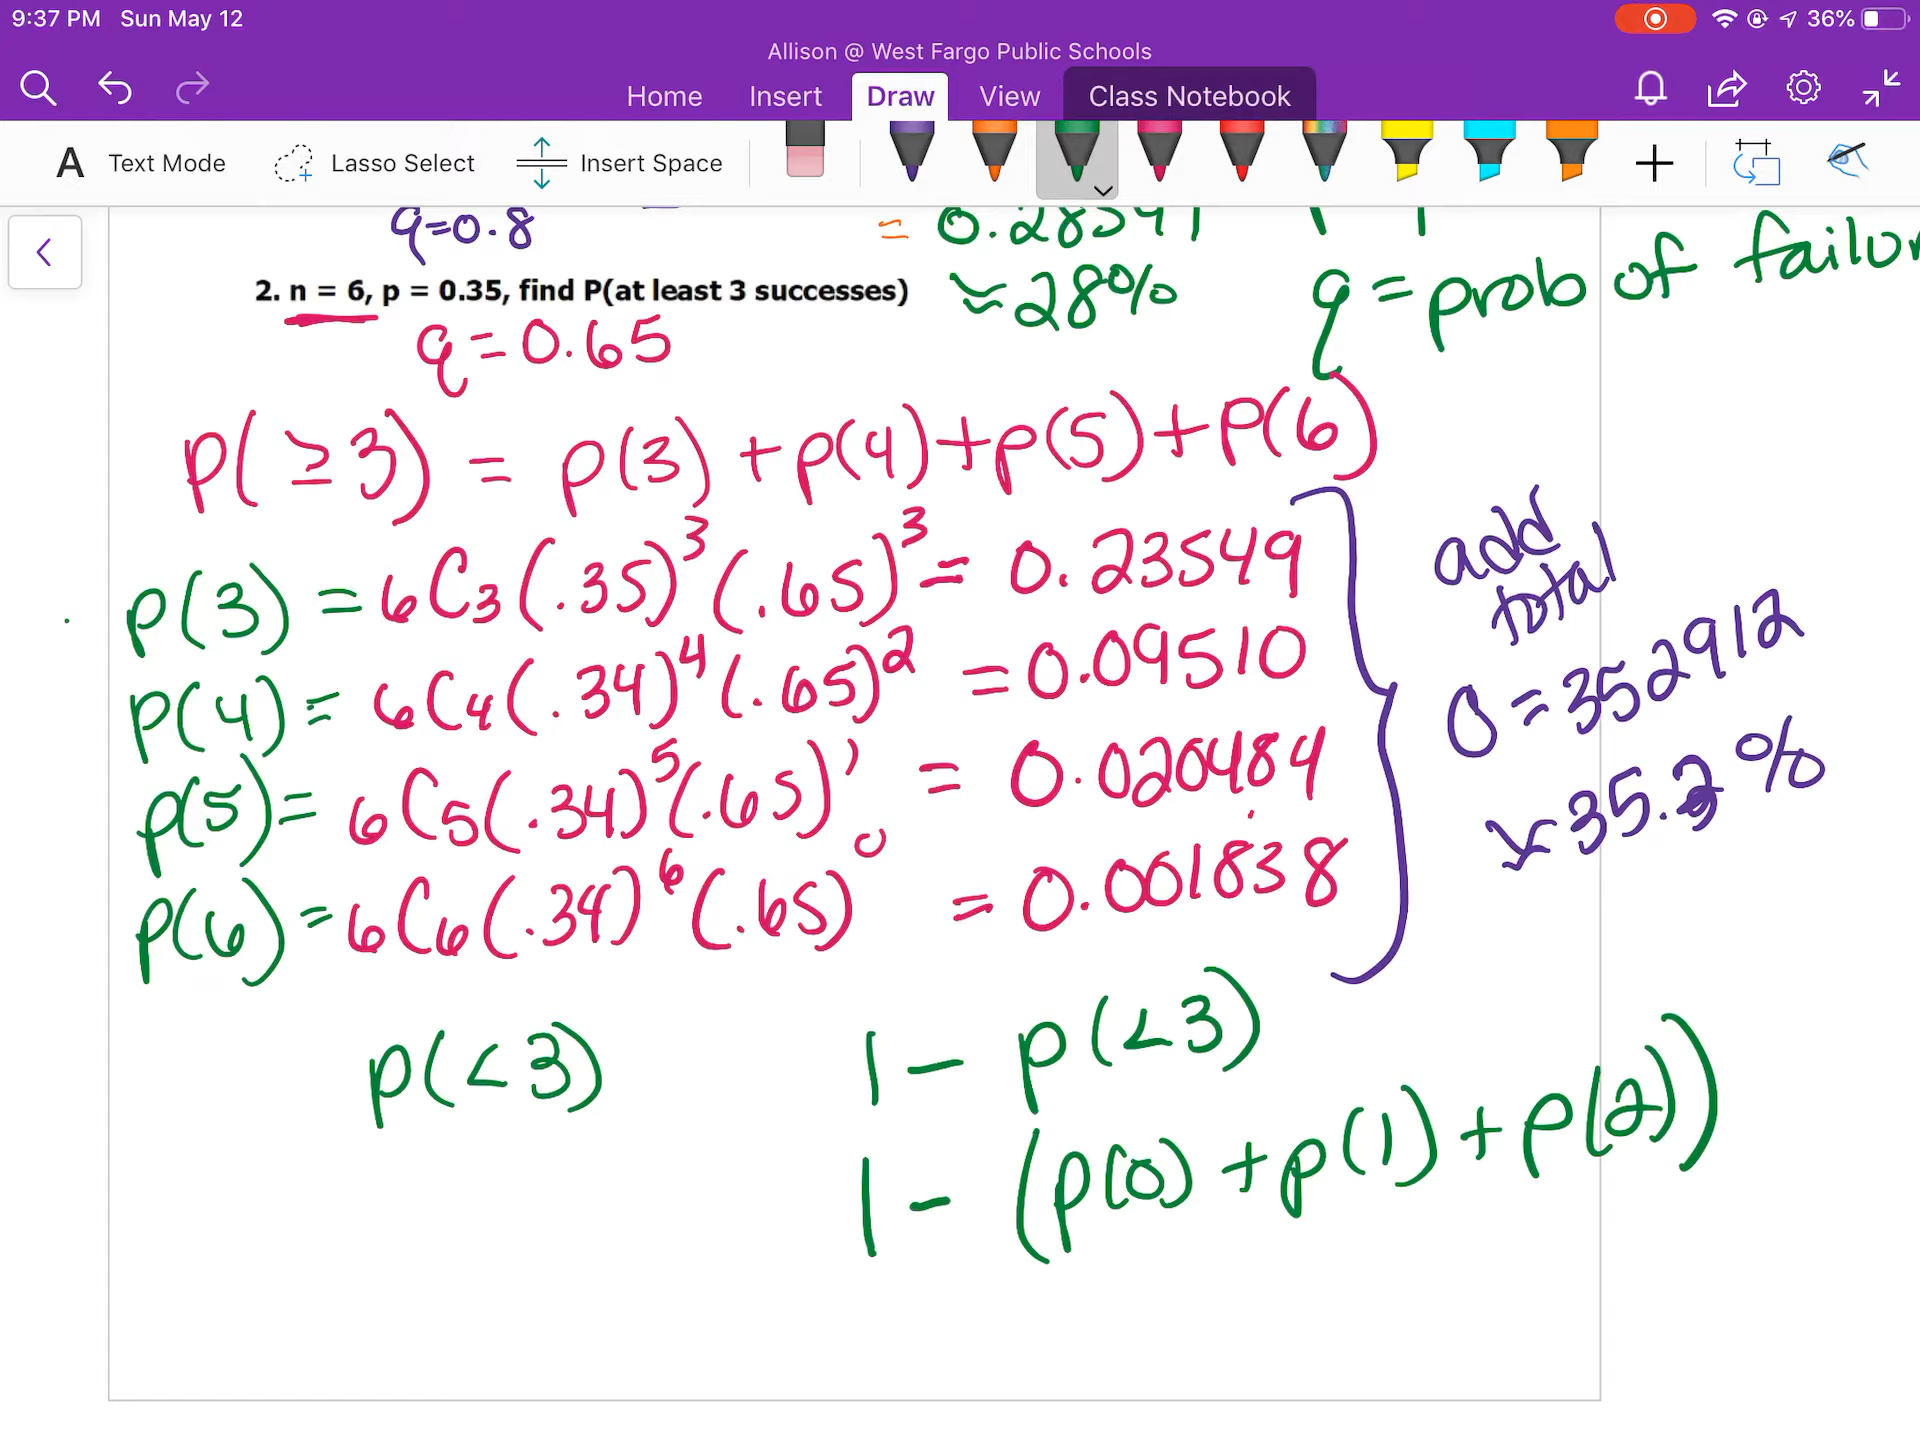 9:37 PM Sun May 12
36%
Allison @ West Fargo Public Schools
Home Insert Draw View Class Notebook
A Text Mode Lasso Select Insert Space
q=0.8
= 0.28541
2. n = 6, p = 0.35, find P(at least 3 successes)
≈28%
q = prob of failur
q=0.65
P( ≥ 3) = p(3) + p(4) + p(5) + p(6)
p(3) = 6C3(.35)^3 (.65)^3 = 0.23549
p(4) = 6C4(.34)^4 (.65)^2 = 0.09510
p(5) = 6C5(.34)^5 (.65)^1 = 0.020484
p(6) = 6C6(.34)^6 (.65)^0 = 0.001838
add
total
0=352912
≈35.3%
p(<3)
1 - p(<3)
1 - (p(0) + p(1) + p(2))